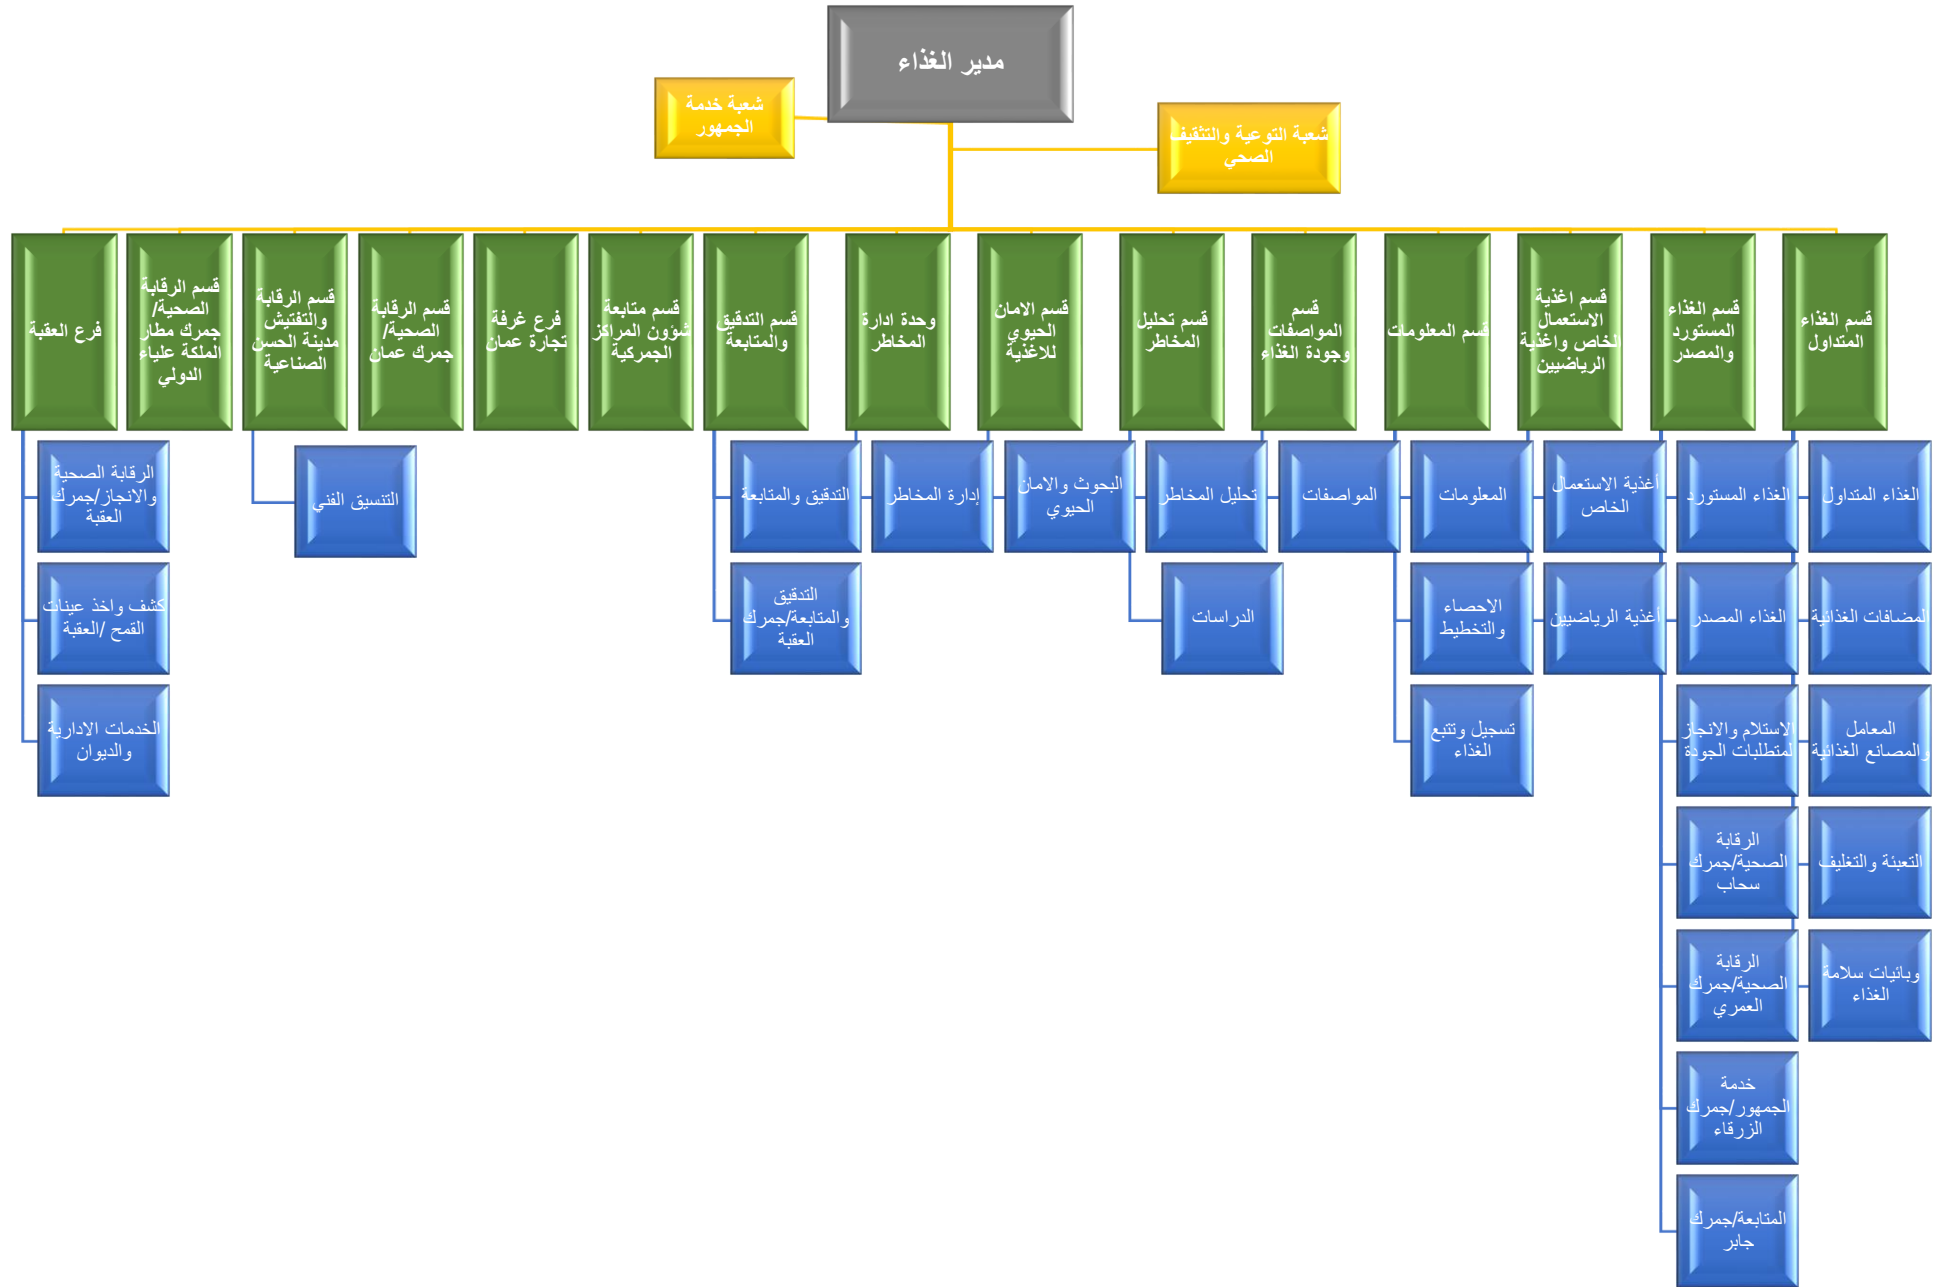 مدير الغذاء
شعبة خدمة
الجمهور
شعبة التوعية والتثقيف
الصحي
قسم الغذاء
المتداول
قسم الغذاء
المستورد
والمصدر
قسم اغذية
الاستعمال
الخاص واغذية
الرياضيين
قسم المعلومات
قسم
المواصفات
وجودة الغذاء
قسم تحليل
المخاطر
قسم الامان
الحيوي
للاغذية
وحدة ادارة
المخاطر
قسم التدقيق
والمتابعة
قسم متابعة
شؤون المراكز
الجمركية
فرع غرفة
تجارة عمان
قسم الرقابة
الصحية/
جمرك عمان
قسم الرقابة
والتفتيش
مدينة الحسن
الصناعية
قسم الرقابة
الصحية/
جمرك مطار
الملكة علياء
الدولي
فرع العقبة
الغذاء المتداول
المضافات الغذائية
المعامل
والمصانع الغذائية
التعبئة والتغليف
وبائيات سلامة
الغذاء
الغذاء المستورد
الغذاء المصدر
الاستلام والانجاز
لمتطلبات الجودة
الرقابة
الصحية/جمرك
سحاب
الرقابة
الصحية/جمرك
العمري
خدمة
الجمهور/جمرك
الزرقاء
المتابعة/جمرك
جابر
أغذية الاستعمال
الخاص
أغذية الرياضيين
المعلومات
الاحصاء
والتخطيط
تسجيل وتتبع
الغذاء
المواصفات
تحليل المخاطر
الدراسات
البحوث والامان
الحيوي
إدارة المخاطر
التدقيق والمتابعة
التدقيق
والمتابعة/جمرك
العقبة
التنسيق الفني
الرقابة الصحية
والانجاز/جمرك
العقبة
كشف واخذ عينات
القمح /العقبة
الخدمات الادارية
والديوان